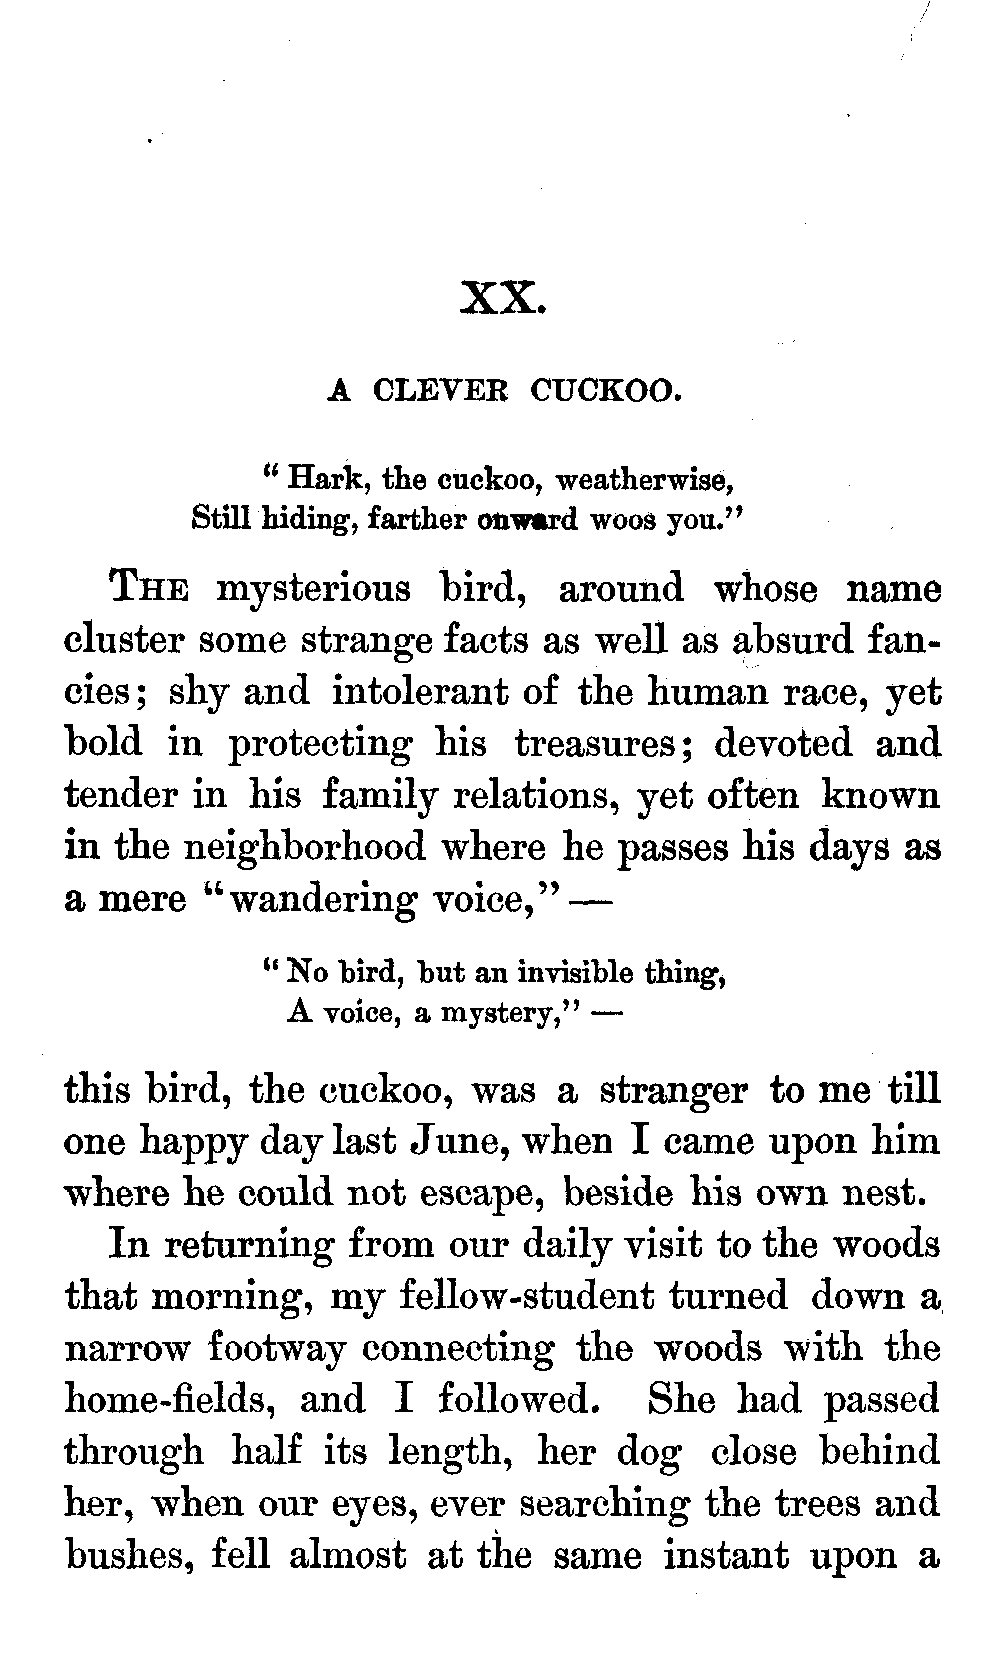 XX.
A CLEVER CUCKOO.
“ Hark, the cuckoo, weatherwise,
Still hiding, farther onward woos you.”
THE mysterious bird, around whose name
cluster some strange facts as well as absurd fan-
cies; shy and intolerant of the human race, yet
bold in protecting his treasures; devoted and
tender in his family relations, yet often known
in the neighborhood where he passes his days as
a mere “wandering voice,” —
“ No bird, but an invisible thing,
A voice, a mystery,” —
this bird, the cuckoo, was a stranger to me till
one happy day last June, when I came upon him
where he could not escape, beside his own nest.
In returning from our daily visit to the woods
that morning, my fellow-student turned down a
narrow footway connecting the woods with the
home-fields, and I followed. She had passed
through half its length, her dog close behind
her, when our eyes, ever searching the trees and
bushes, fell almost at the same instant upon a